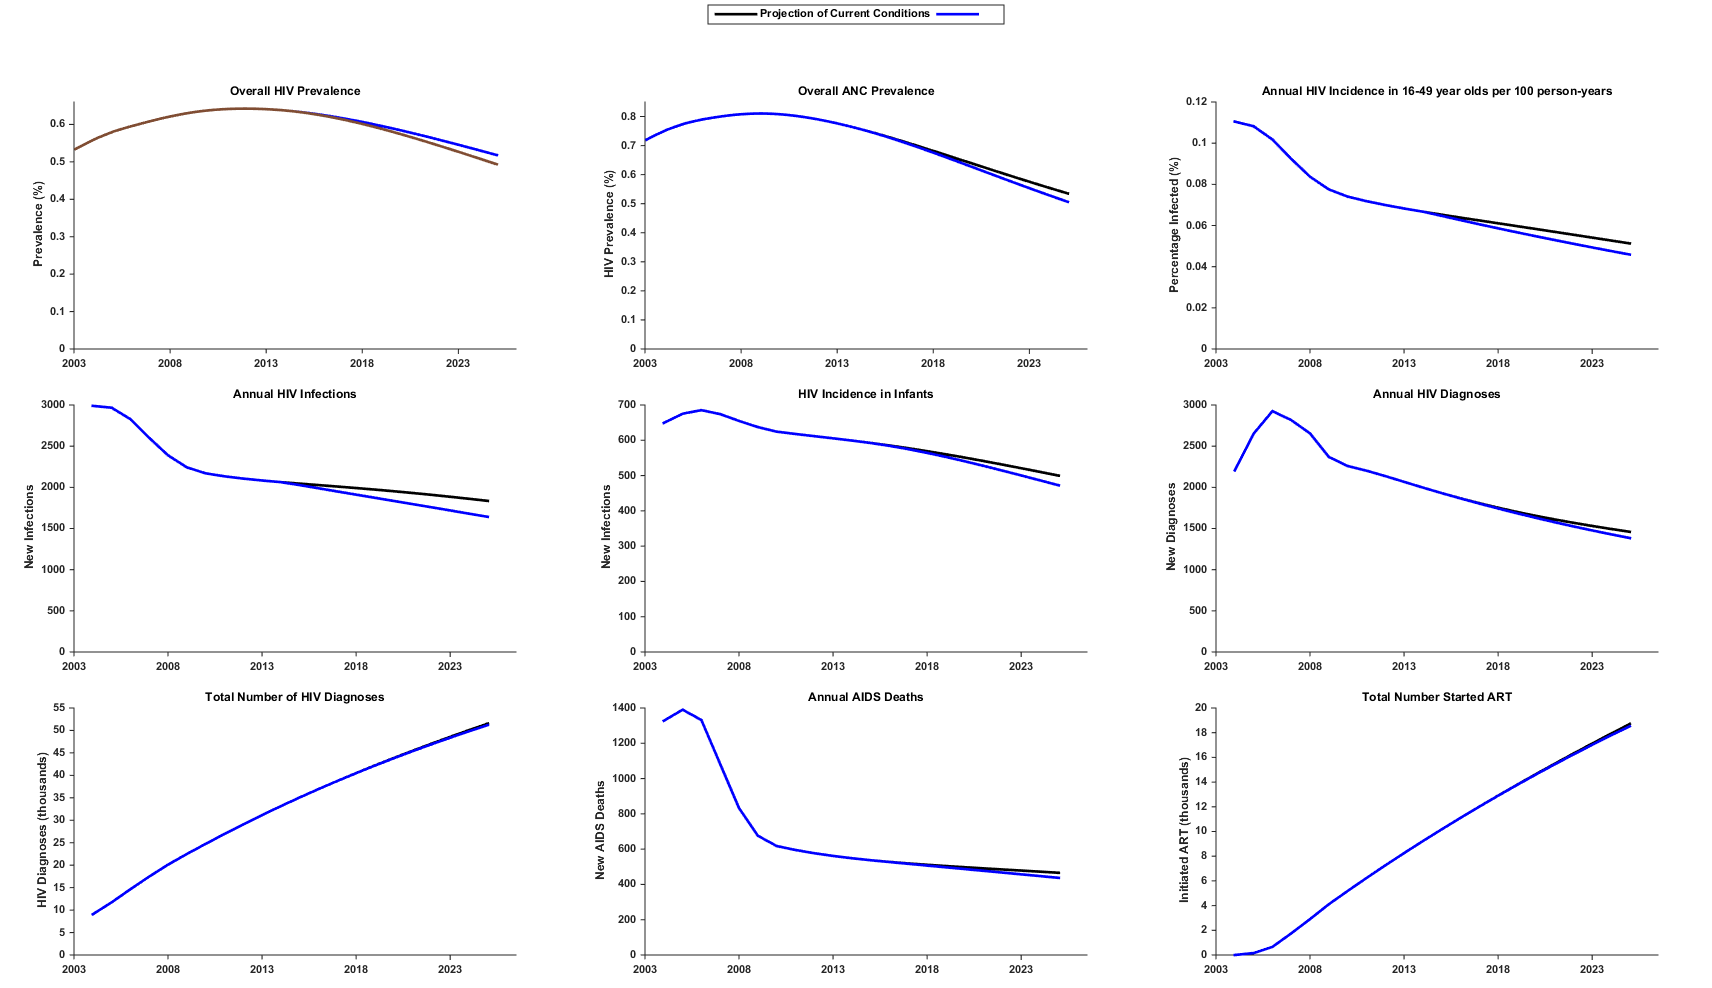 Projection of Current Conditions
Overall HIV Prevalence
Prevalence (%)
0.6
0.5
0.4
0.3
0.2
0.1
0
2003 2008 2013 2018 2023
Overall ANC Prevalence
HIV Prevalence (%)
0.8
0.7
0.6
0.5
0.4
0.3
0.2
0.1
0
2003 2008 2013 2018 2023
Annual HIV Incidence in 16-49 year olds per 100 person-years
Percentage Infected (%)
0.12
0.1
0.08
0.06
0.04
0.02
0
2003 2008 2013 2018 2023
Annual HIV Infections
New Infections
3000
2500
2000
1500
1000
500
0
2003 2008 2013 2018 2023
HIV Incidence in Infants
New Infections
700
600
500
400
300
200
100
0
2003 2008 2013 2018 2023
Annual HIV Diagnoses
New Diagnoses
3000
2500
2000
1500
1000
500
0
2003 2008 2013 2018 2023
Total Number of HIV Diagnoses
HIV Diagnoses (thousands)
55
50
45
40
35
30
25
20
15
10
5
0
2003 2008 2013 2018 2023
Annual AIDS Deaths
New AIDS Deaths
1400
1200
1000
800
600
400
200
0
2003 2008 2013 2018 2023
Total Number Started ART
Initiated ART (thousands)
20
18
16
14
12
10
8
6
4
2
0
2003 2008 2013 2018 2023